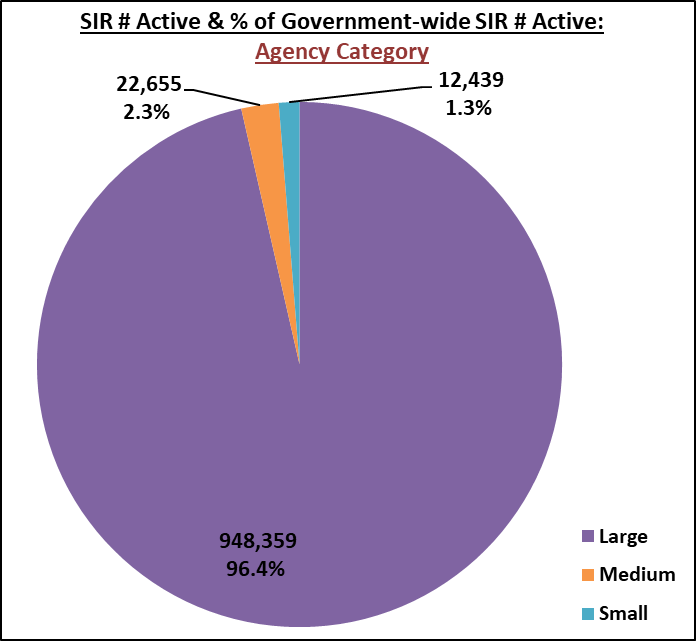 SIR # Active & % of Government-wide SIR # Active:
Agency Category
22,655
2.3%
12,439
1.3%
948,359
96.4%
Large
Medium
Small